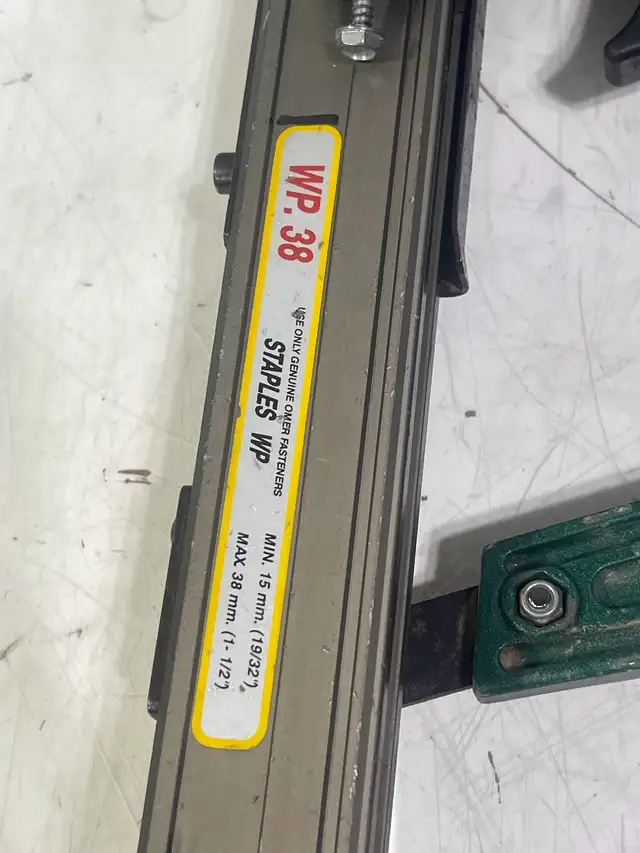 WP. 38
USE ONLY GENUINE OMER FASTENERS
STAPLES WP
MIN. 15 mm. (19/32")
MAX 38 mm. (1- 1/2")